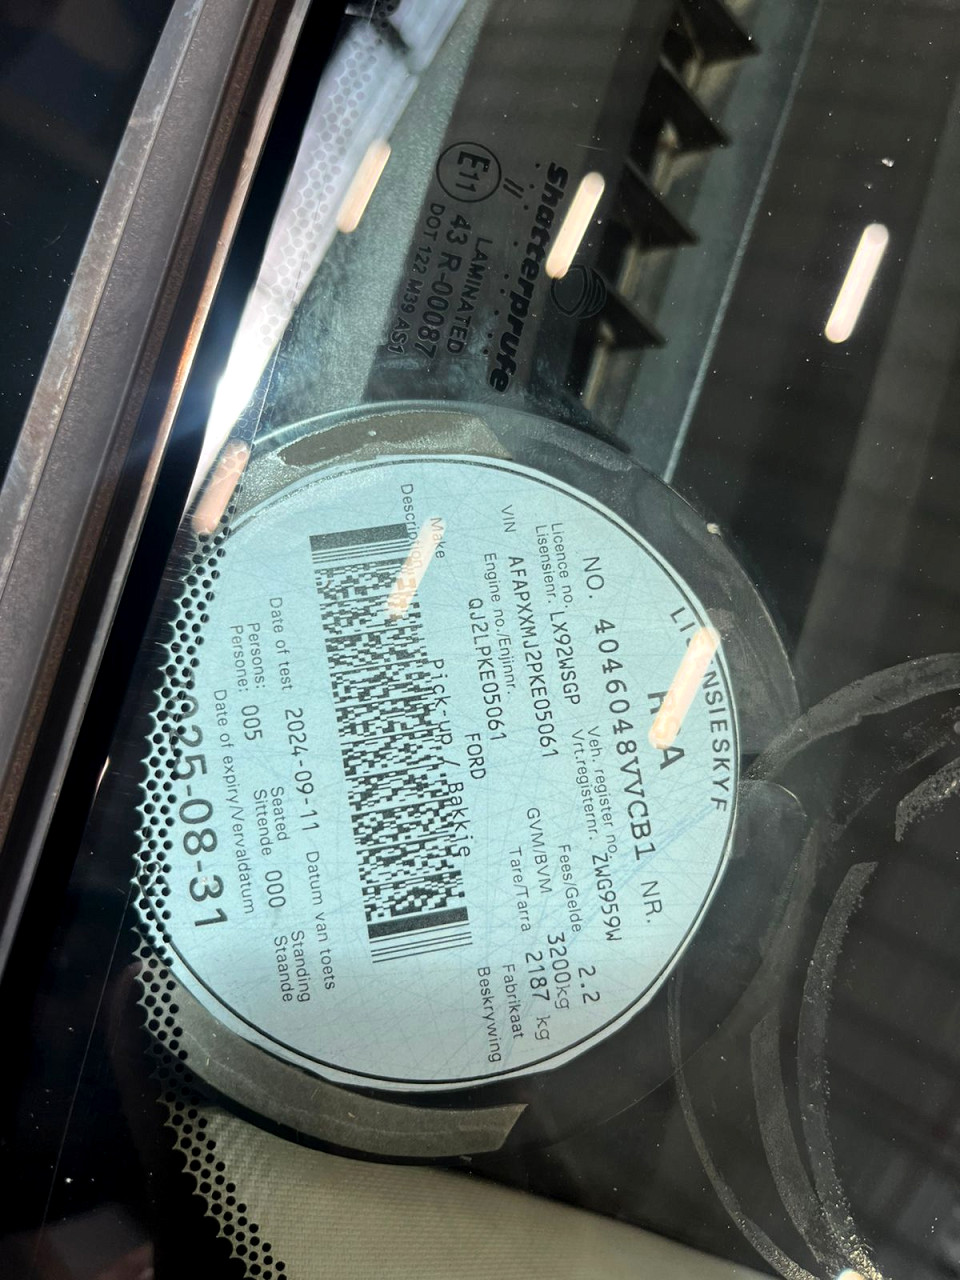 Shatterprufe
LAMINATED
E11 43 R-00087
DOT 122 M39 AS1
NO. 4046048VVCB1 NR.
Licence no. Veh. register no. 2.2
Lisensienr. LX92WSGP Vrt.registernr. ZWG959W
Fees/Gelde
VIN AFAPXXMJ2PKE05061 GVM/BVM 3200kg
Engine no./Enjinnr. Tare/Tarra 2187 kg
QJ2LPKE05061
Make FORD Fabrikaat
Description Pick-up / Bakkie Beskrywing
Date of test 2024-09-11 Datum van toets
Persons: 005 Seated 000 Standing
Persone: Sittende Staande
Date of expiry/Vervaldatum
25-08-31